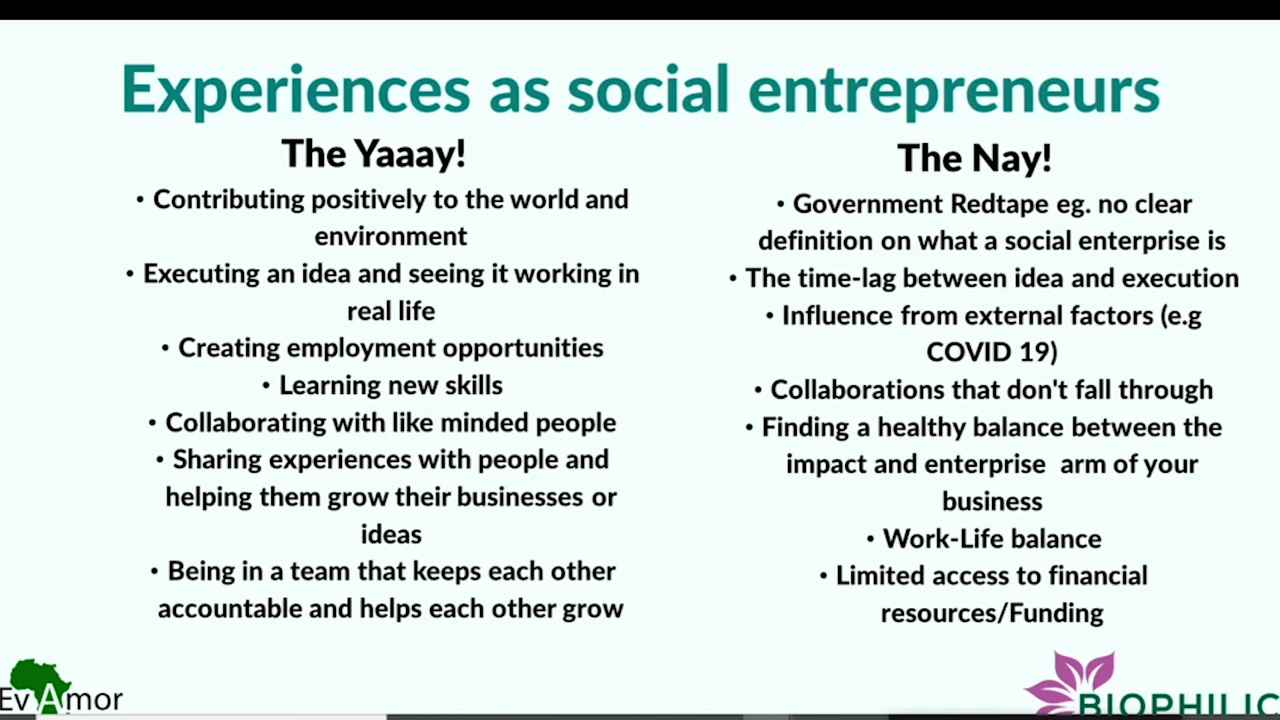 Experiences as social entrepreneurs
The Yaaay!
• Contributing positively to the world and
environment
• Executing an idea and seeing it working in
real life
• Creating employment opportunities
• Learning new skills
• Collaborating with like minded people
• Sharing experiences with people and
helping them grow their businesses or
ideas
• Being in a team that keeps each other
accountable and helps each other grow
The Nay!
• Government Redtape eg. no clear
definition on what a social enterprise is
• The time-lag between idea and execution
• Influence from external factors (e.g
COVID 19)
• Collaborations that don't fall through
• Finding a healthy balance between the
impact and enterprise arm of your
business
• Work-Life balance
• Limited access to financial
resources/Funding
EvAmor
BIOPHILIC